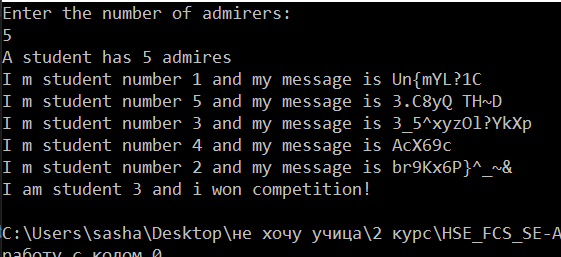 Enter the number of admirers:
5
A student has 5 admires
I m student number 1 and my message is Un{mYL?1C
I m student number 5 and my message is 3.C8yQ TH~D
I m student number 3 and my message is 3_5^xyzOl?YkXp
I m student number 4 and my message is AcX69c
I m student number 2 and my message is br9Kx6P}^_~&
I am student 3 and i won competition!
C:\Users\sasha\Desktop\не хочу учица\2 курс\HSE_FCS_SE-A
работу с кодом 0